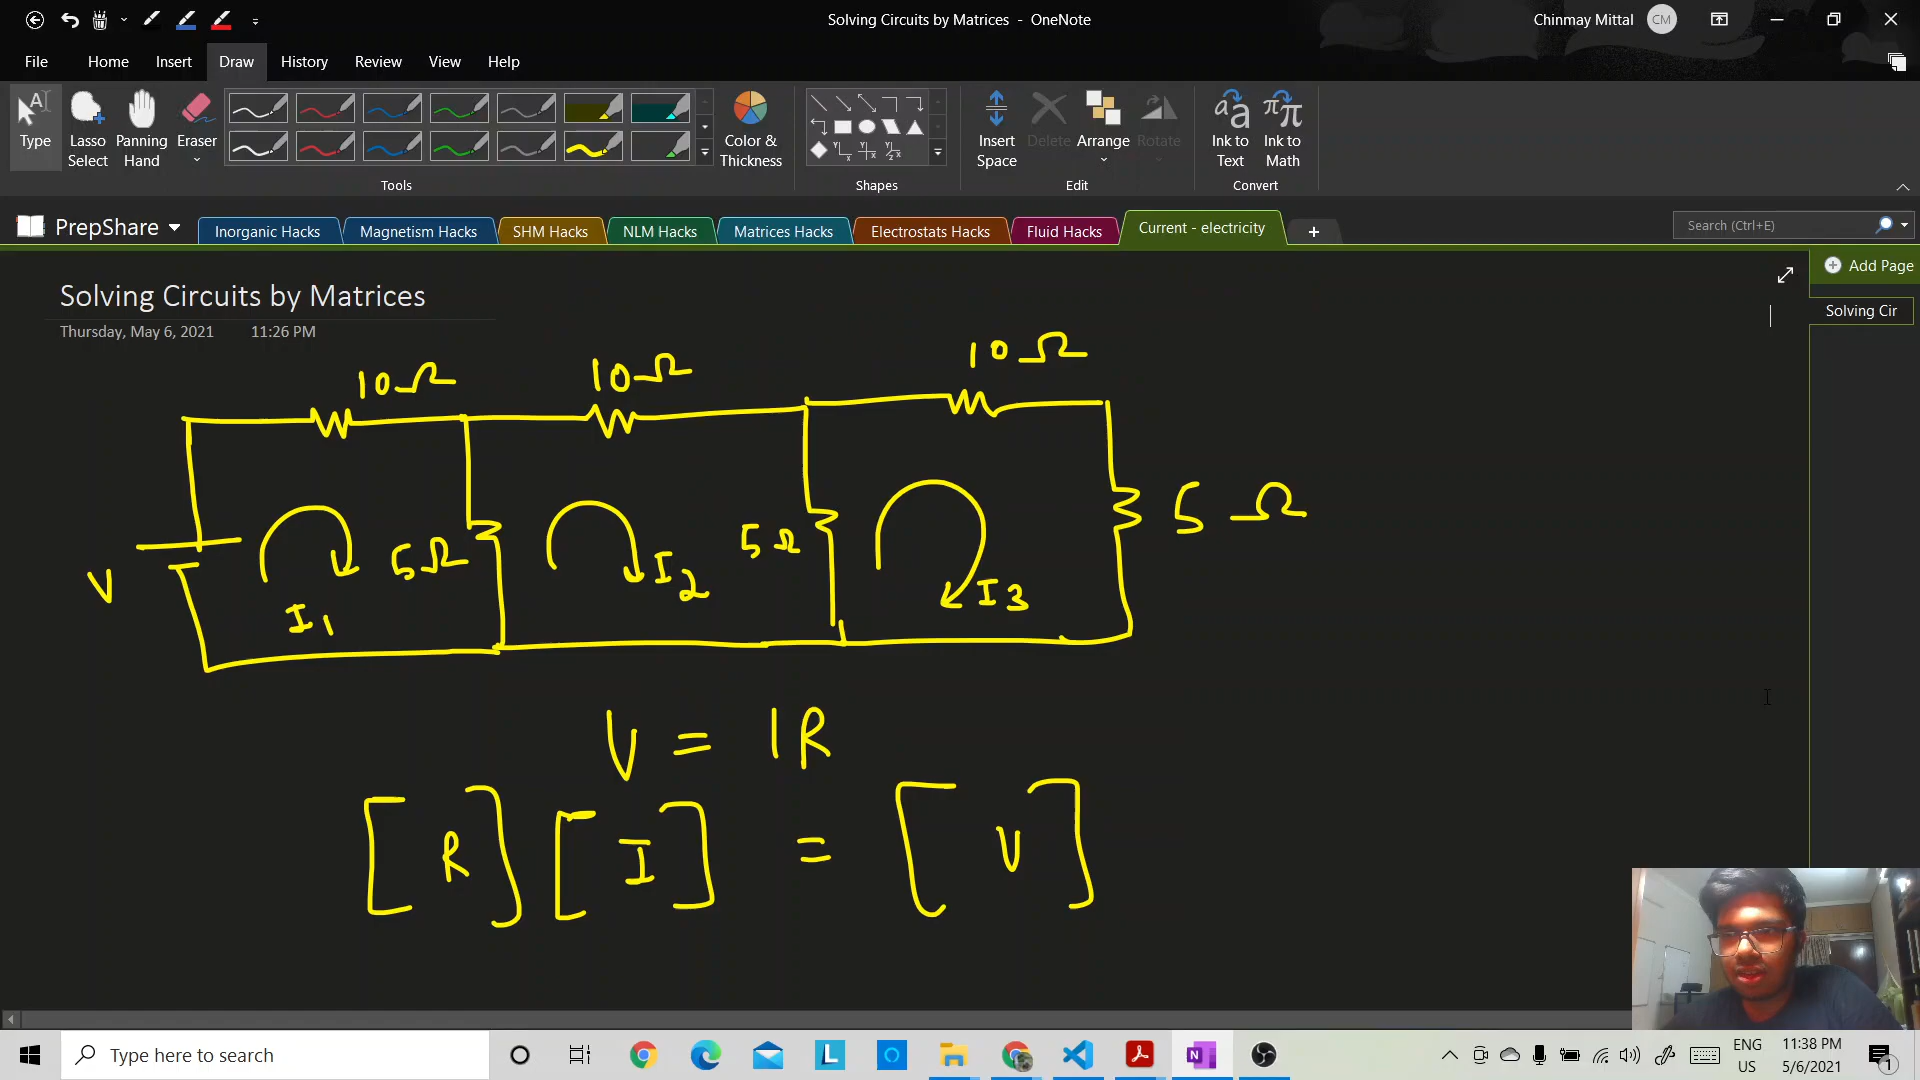 Solving Circuits by Matrices - OneNote
Chinmay Mittal
CM
File Home Insert Draw History Review View Help
Type
Lasso Select
Panning Hand
Eraser
Color & Thickness
Insert Space
Delete
Arrange
Rotate
Ink to Text
Ink to Math
Tools
Shapes
Edit
Convert
PrepShare
Inorganic Hacks
Magnetism Hacks
SHM Hacks
NLM Hacks
Matrices Hacks
Electrostats Hacks
Fluid Hacks
Current - electricity
Search (Ctrl+E)
Add Page
Solving Cir
Solving Circuits by Matrices
Thursday, May 6, 2021 11:26 PM
10Ω 10Ω 10Ω
V 5Ω 5Ω 5Ω
I1 I2 I3
V = IR
[R] [I] = [V]
Type here to search
ENG
US
11:38 PM
5/6/2021
1